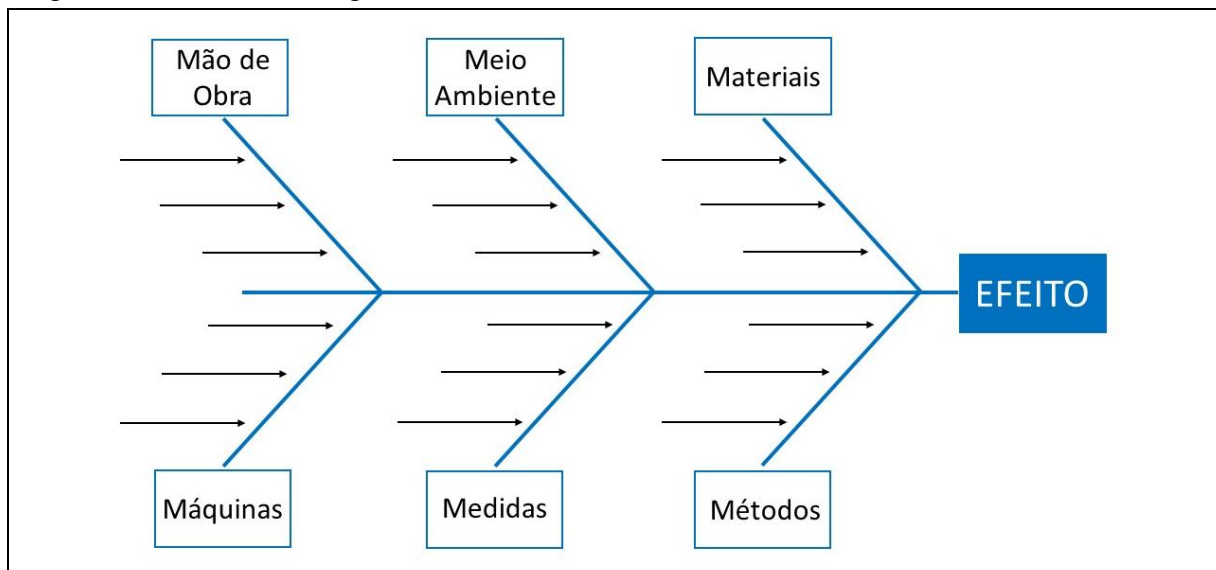 Mão de
Obra
Meio
Ambiente
Materiais
EFEITO
Máquinas
Medidas
Métodos